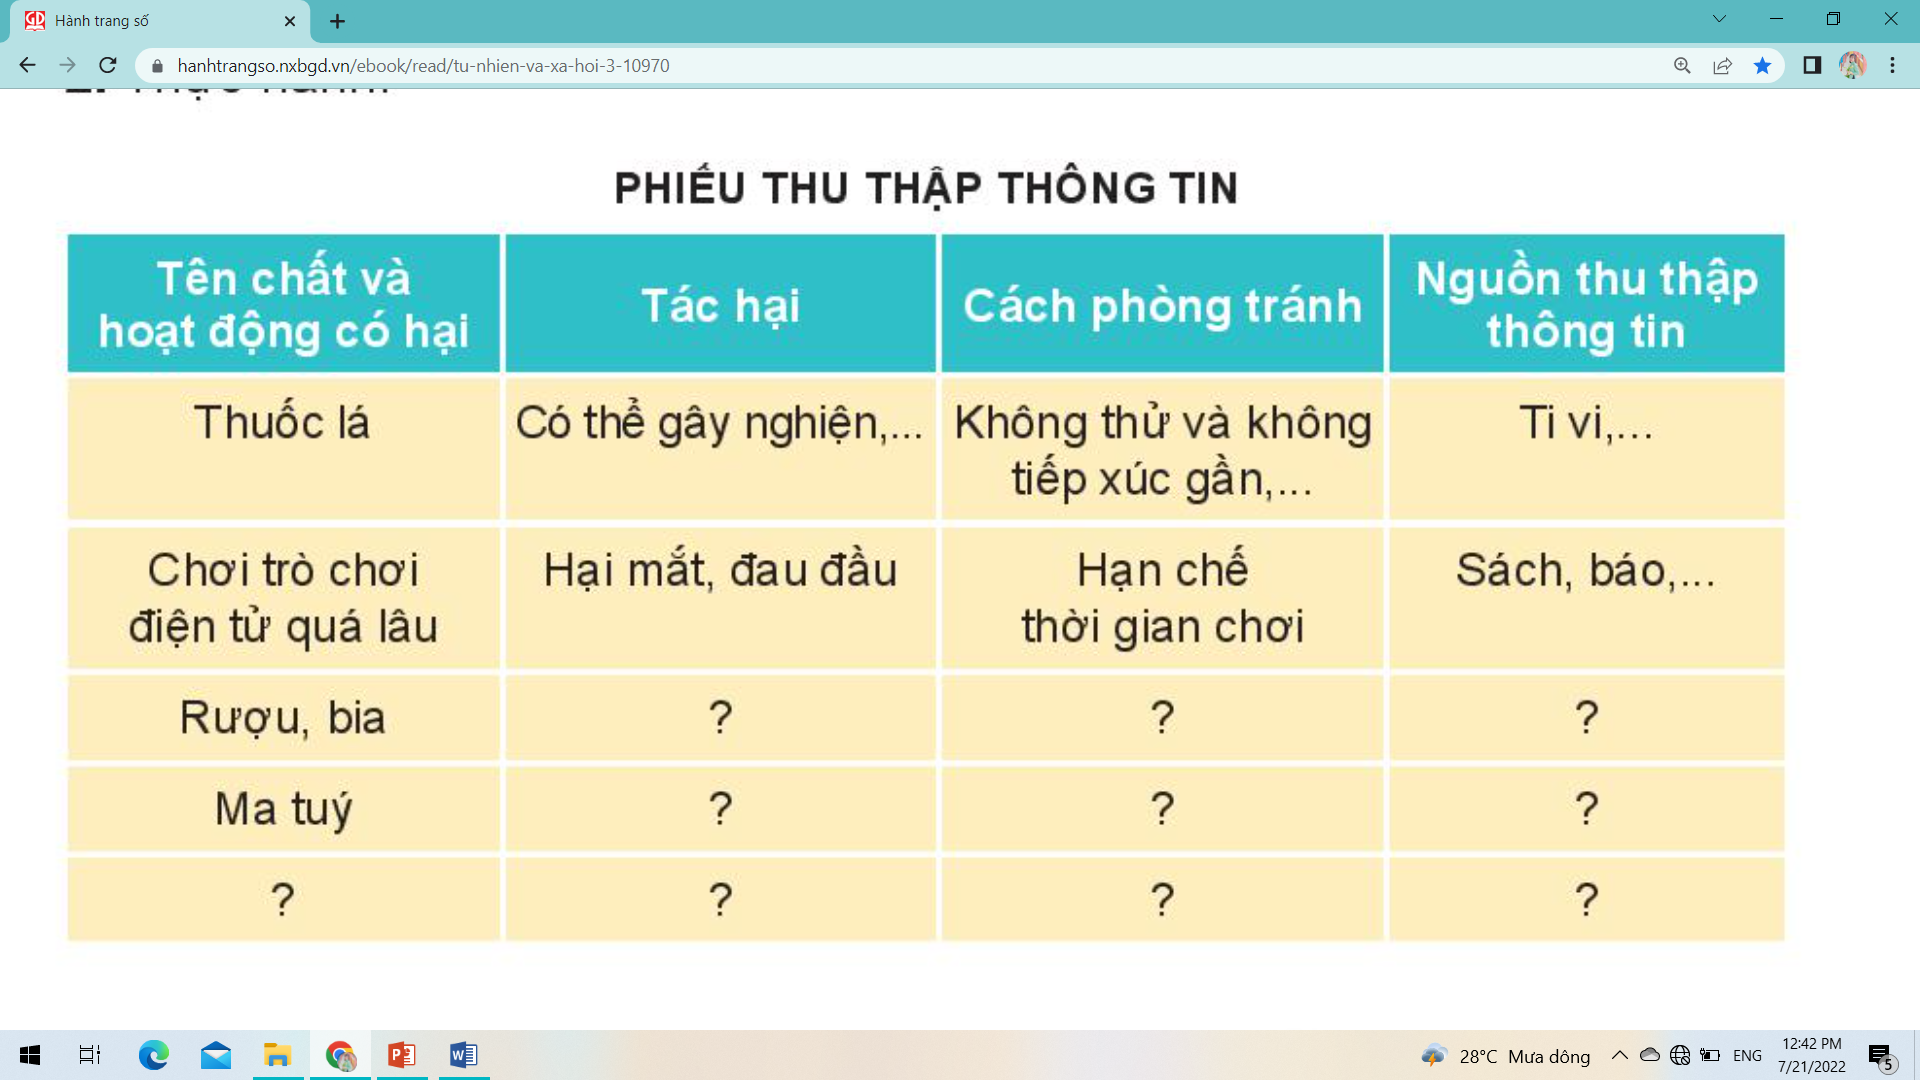 Hành trang số
hanhtrangso.nxbgd.vn/ebook/read/tu-nhien-va-xa-hoi-3-10970
PHIẾU THU THẬP THÔNG TIN
Tên chất và
hoạt động có hại
Tác hại
Cách phòng tránh
Nguồn thu thập
thông tin
Thuốc lá
Có thể gây nghiện,...
Không thử và không
tiếp xúc gần,...
Ti vi,...
Chơi trò chơi
điện tử quá lâu
Hại mắt, đau đầu
Hạn chế
thời gian chơi
Sách, báo,...
Rượu, bia
?
?
?
Ma tuý
?
?
?
?
?
?
?
28°C Mưa dông
ENG
12:42 PM
7/21/2022
5